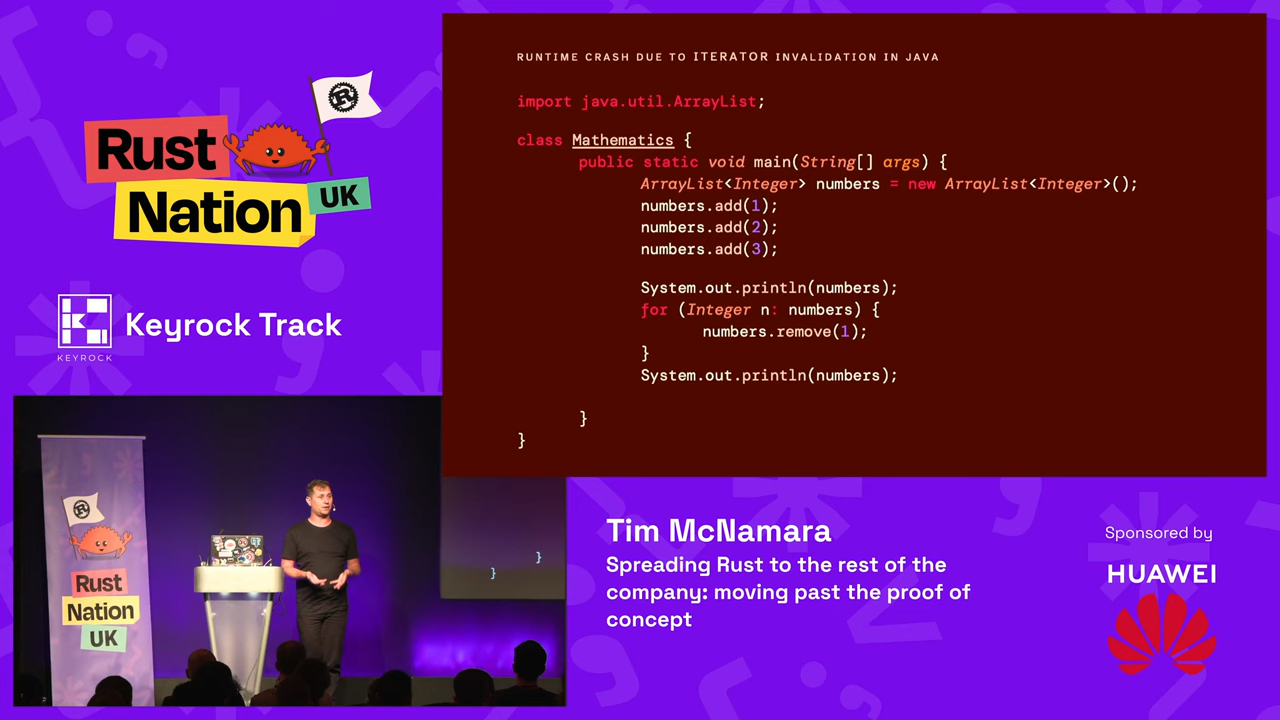 Rust
Nation
UK
Keyrock Track
KEYROCK
RUNTIME CRASH DUE TO ITERATOR INVALIDATION IN JAVA
import java.util.ArrayList;
class Mathematics {
public static void main(String[] args) {
ArrayList<Integer> numbers = new ArrayList<Integer>();
numbers.add(1);
numbers.add(2);
numbers.add(3);
System.out.println(numbers);
for (Integer n: numbers) {
numbers.remove(1);
}
System.out.println(numbers);
}
}
R
Rust
Nation
UK
}
}
Tim McNamara
Spreading Rust to the rest of the
company: moving past the proof of
concept
Sponsored by
HUAWEI